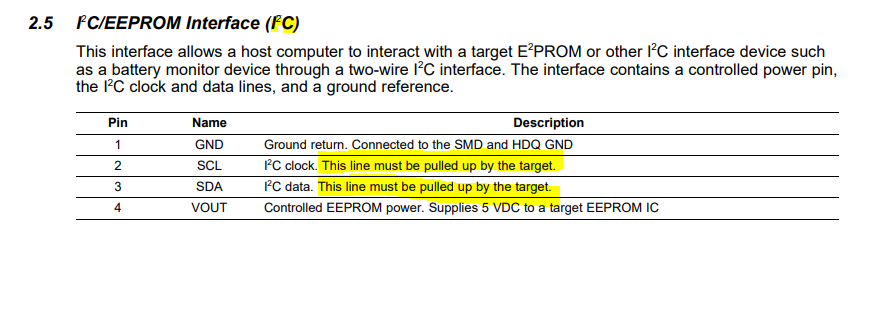 2.5 I²C/EEPROM Interface (I²C)
This interface allows a host computer to interact with a target E²PROM or other I²C interface device such
as a battery monitor device through a two-wire I²C interface. The interface contains a controlled power pin,
the I²C clock and data lines, and a ground reference.
Pin Name Description
1 GND Ground return. Connected to the SMD and HDQ GND
2 SCL I²C clock. This line must be pulled up by the target.
3 SDA I²C data. This line must be pulled up by the target.
4 VOUT Controlled EEPROM power. Supplies 5 VDC to a target EEPROM IC